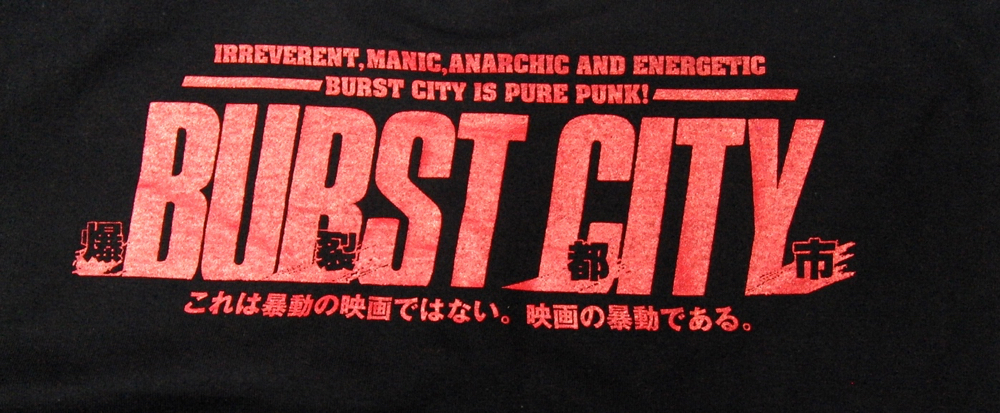 IRREVERENT,MANIC,ANARCHIC AND ENERGETIC
BURST CITY IS PURE PUNK!
BURST CITY
爆裂都市
これは暴動の映画ではない。映画の暴動である。